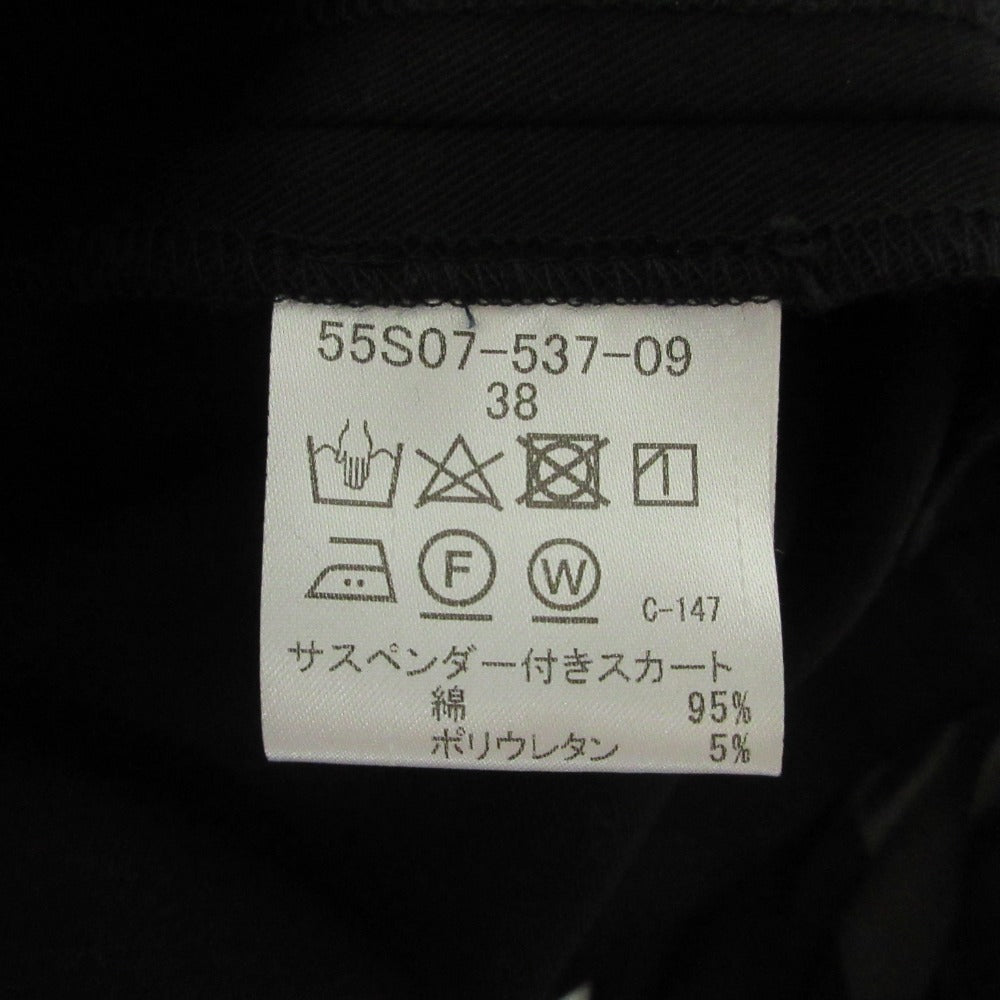 55S07-537-09
38
F W C-147
サスペンダー付きスカート
綿 95%
ポリウレタン 5%